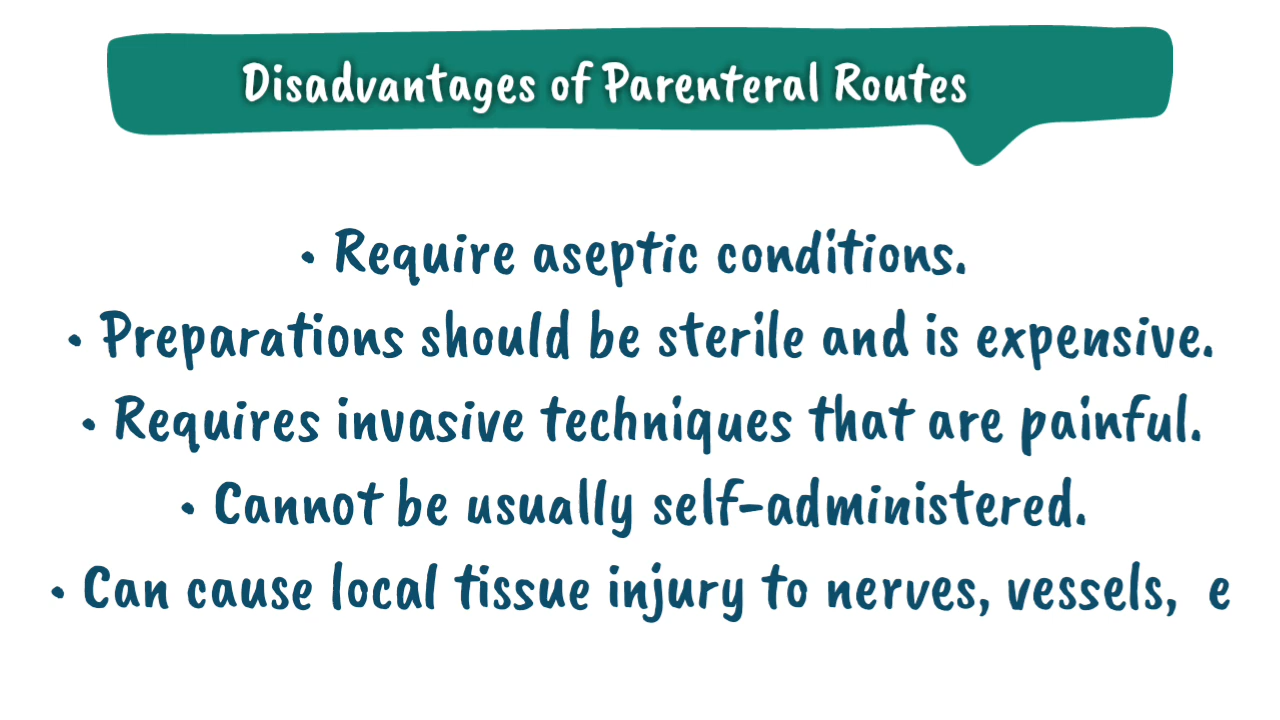 Disadvantages of Parenteral Routes
• Require aseptic conditions.
• Preparations should be sterile and is expensive.
• Requires invasive techniques that are painful.
• Cannot be usually self-administered.
• Can cause local tissue injury to nerves, vessels, e